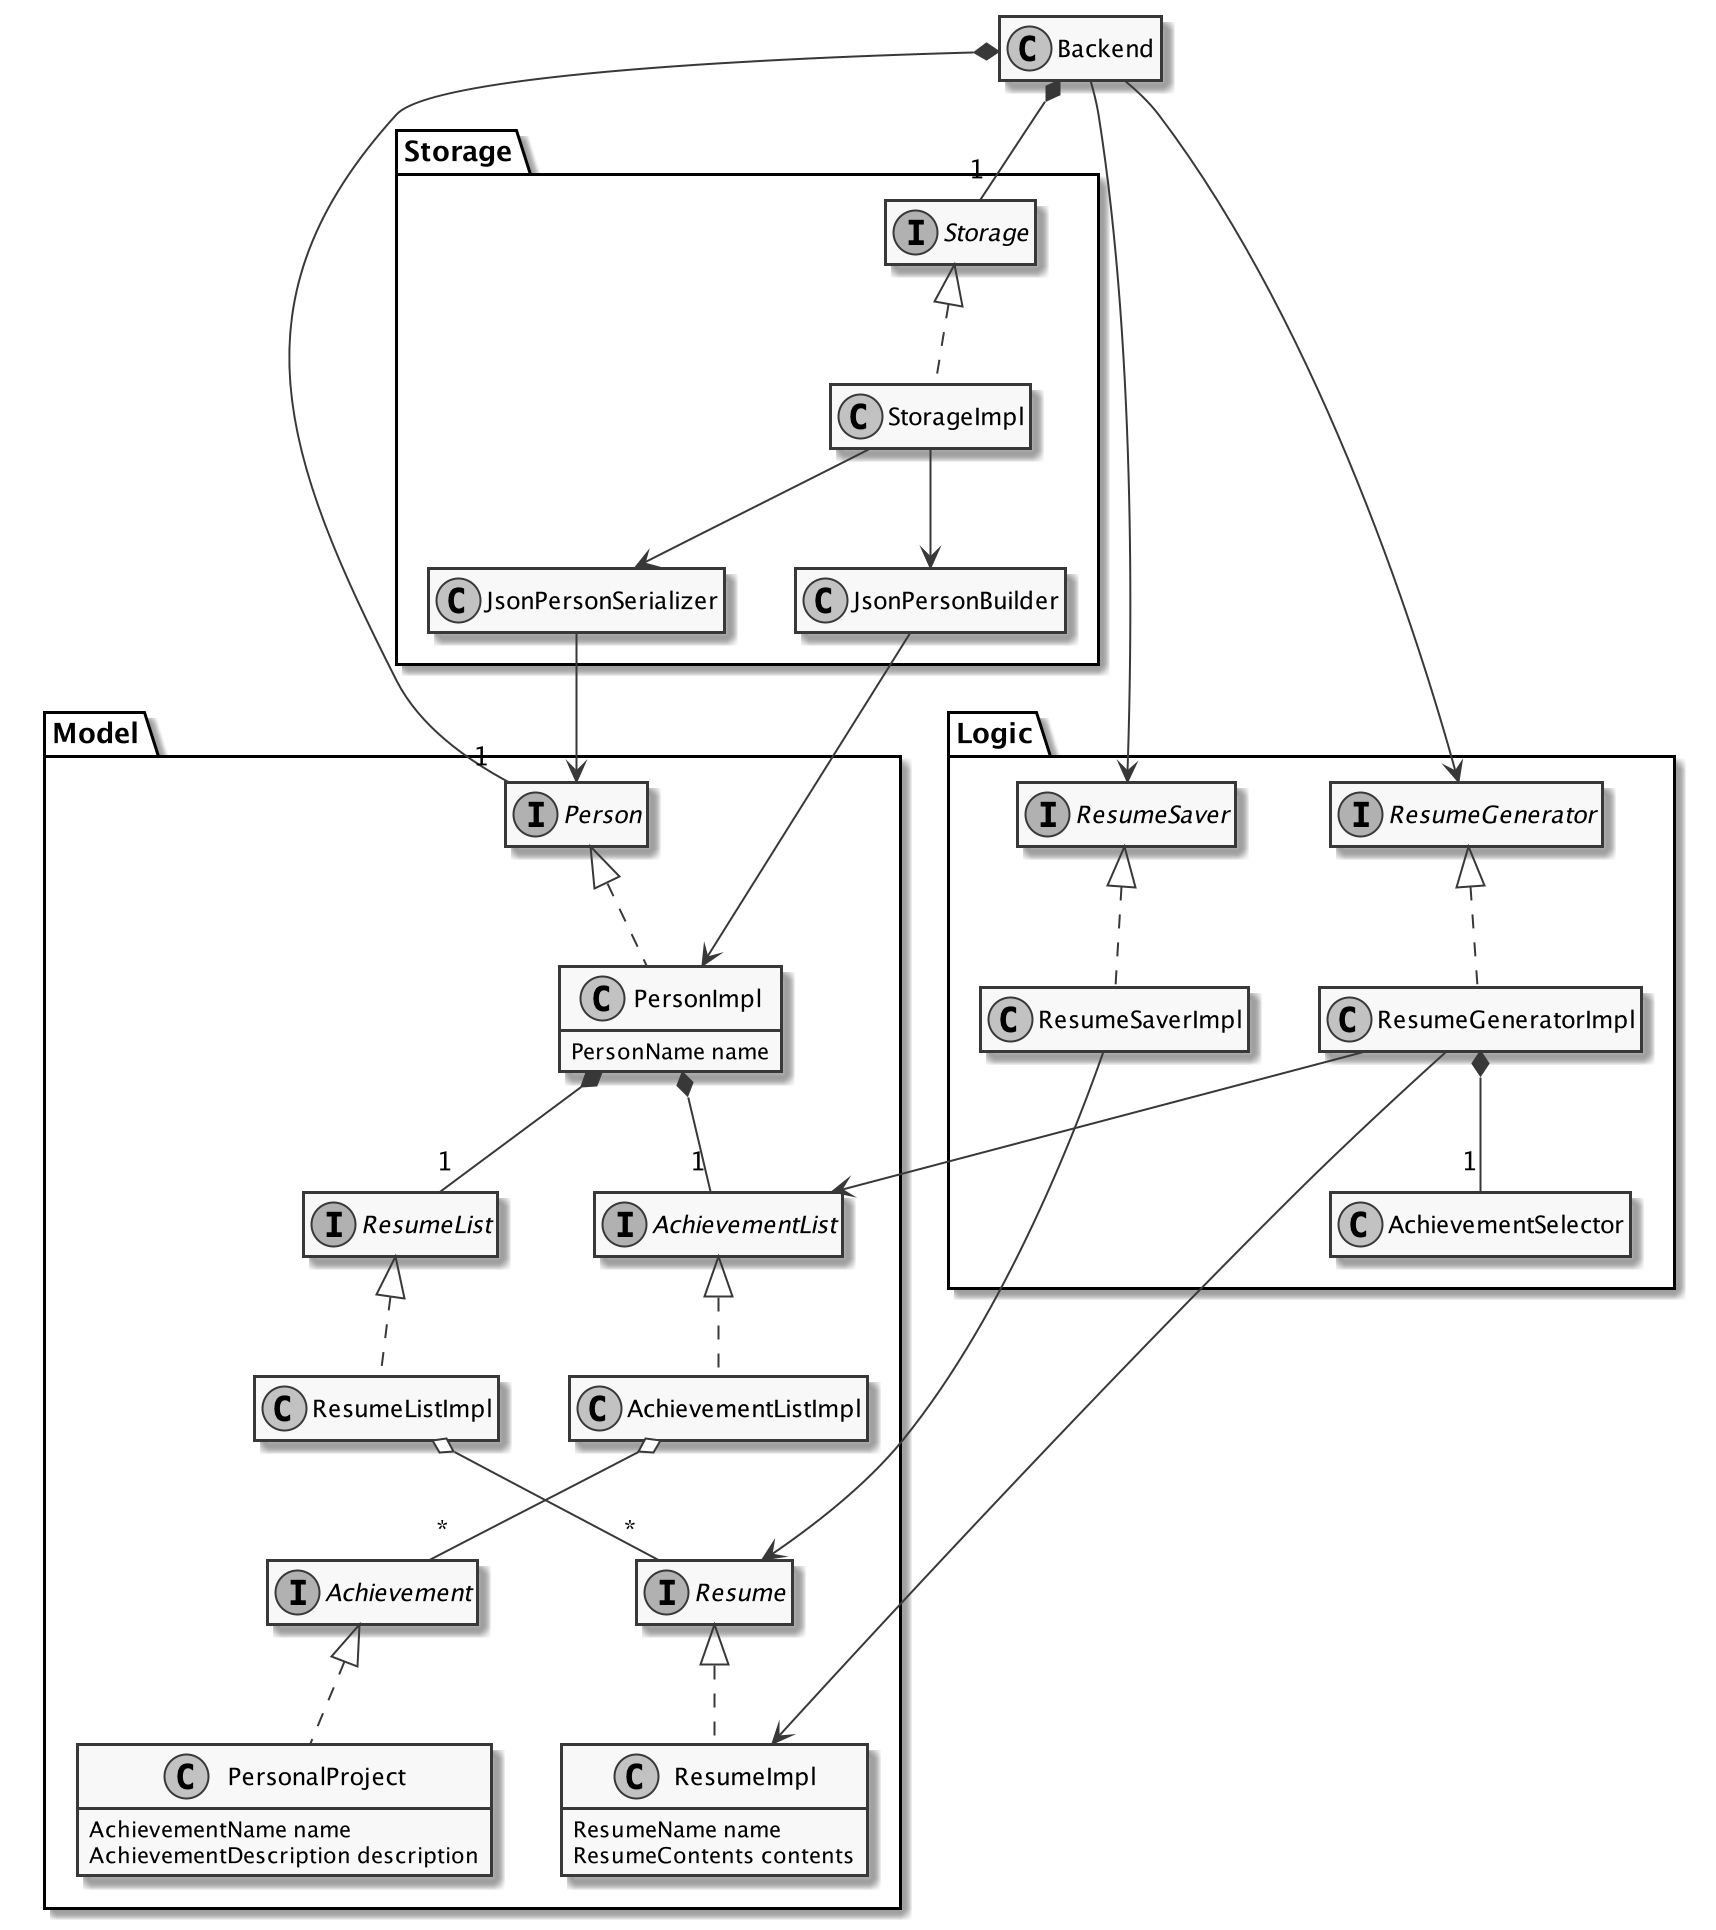 C Backend
Storage
1
I Storage
C StorageImpl
C JsonPersonSerializer
C JsonPersonBuilder
Model
1
I Person
C PersonImpl
PersonName name
1
1
I ResumeList
I AchievementList
C ResumeListImpl
C AchievementListImpl
*
*
I Achievement
I Resume
C PersonalProject
AchievementName name
AchievementDescription description
C ResumeImpl
ResumeName name
ResumeContents contents
Logic
I ResumeSaver
I ResumeGenerator
C ResumeSaverImpl
C ResumeGeneratorImpl
1
C AchievementSelector